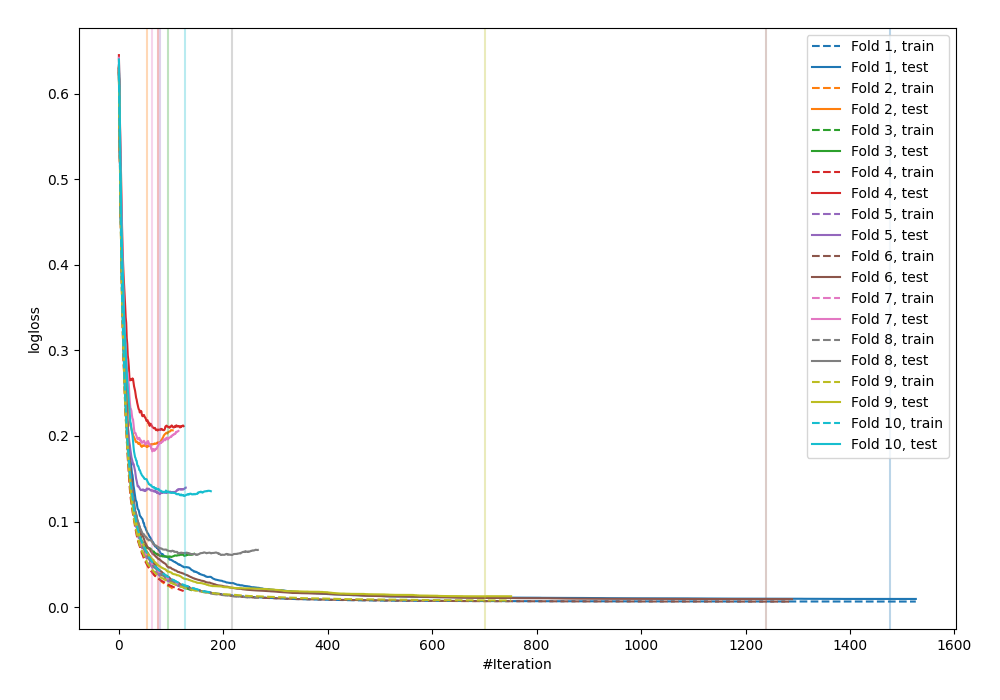 logloss
0.6
0.5
0.4
0.3
0.2
0.1
0.0
0
200
400
600
800
1000
1200
1400
1600
#Iteration
Fold 1, train
Fold 1, test
Fold 2, train
Fold 2, test
Fold 3, train
Fold 3, test
Fold 4, train
Fold 4, test
Fold 5, train
Fold 5, test
Fold 6, train
Fold 6, test
Fold 7, train
Fold 7, test
Fold 8, train
Fold 8, test
Fold 9, train
Fold 9, test
Fold 10, train
Fold 10, test